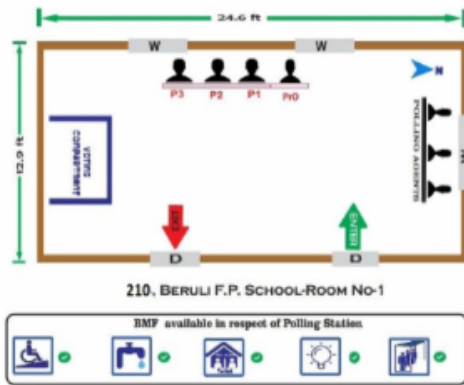 24.6 ft
W W
P3 P2 P1 PrO
N
12.9 ft
VOTING
COMPARTMENT
POLLING AGENTS
W
EXIT
ENTER
D D
210, BERULI F.P. SCHOOL-ROOM NO-1
BMF available in respect of Polling Station